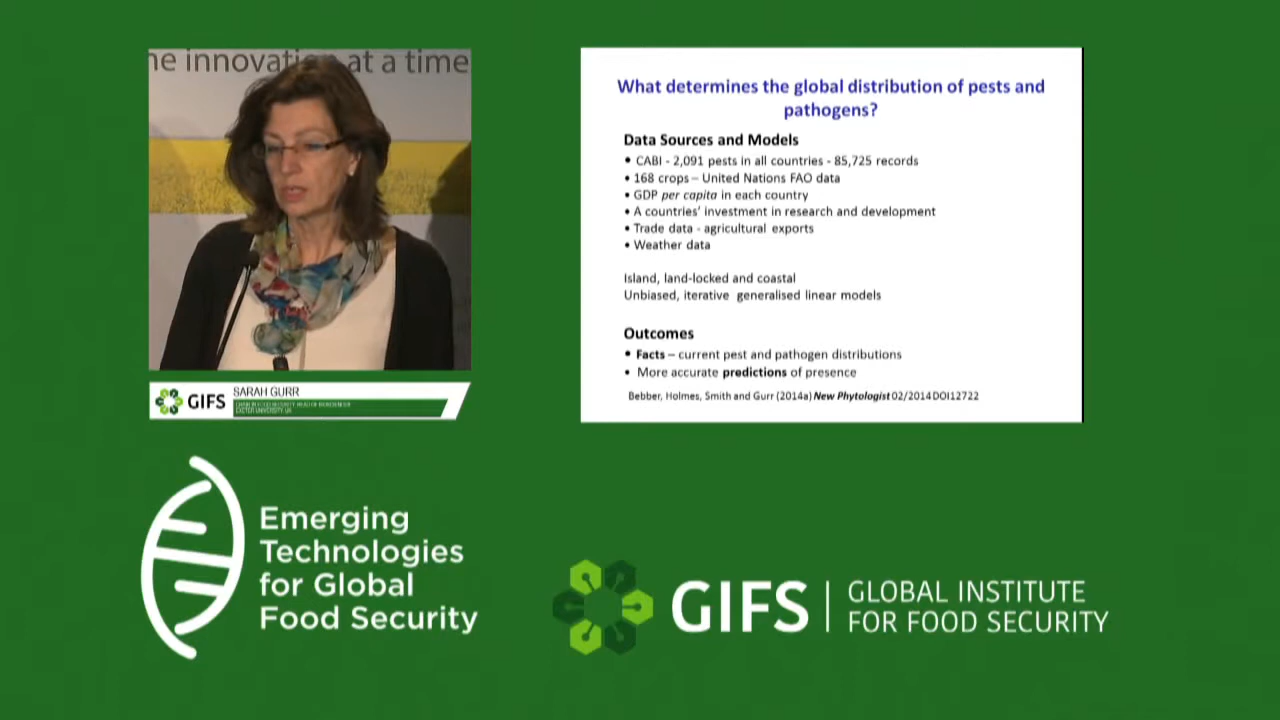 he innovation at a time
GIFS
SARAH GURR
EXETER UNIVERSITY, UK
What determines the global distribution of pests and
pathogens?
Data Sources and Models
• CABI - 2,091 pests in all countries - 85,725 records
• 168 crops – United Nations FAO data
• GDP per capita in each country
• A countries' investment in research and development
• Trade data - agricultural exports
• Weather data
Island, land-locked and coastal
Unbiased, iterative generalised linear models
Outcomes
• Facts – current pest and pathogen distributions
• More accurate predictions of presence
Bebber, Holmes, Smith and Gurr (2014a) New Phytologist 02/2014 DOI12722
Emerging
Technologies
for Global
Food Security
GIFS
GLOBAL INSTITUTE
FOR FOOD SECURITY